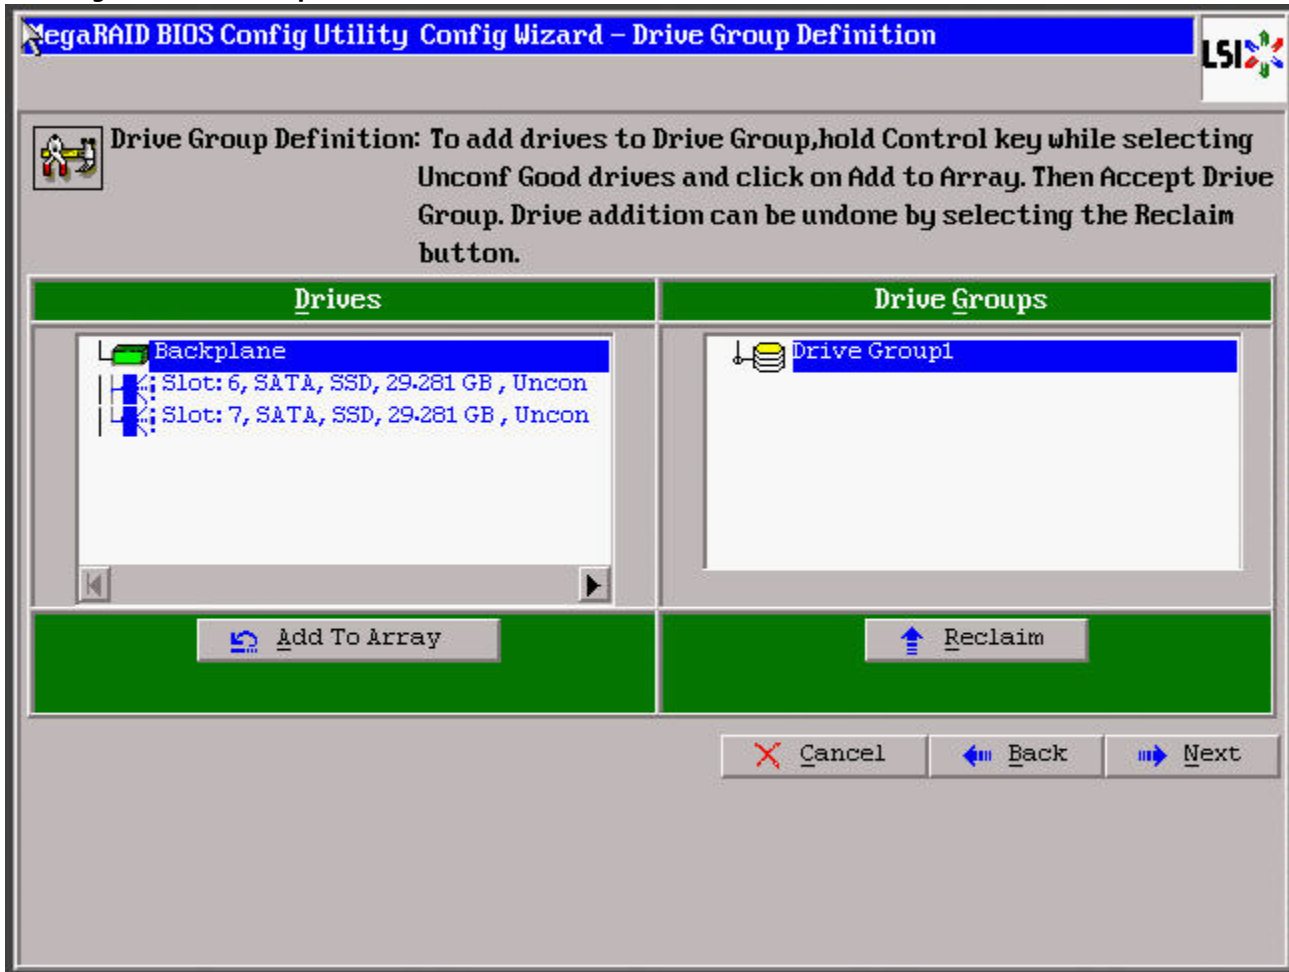 MegaRAID BIOS Config Utility Config Wizard – Drive Group Definition
LSI
Drive Group Definition: To add drives to Drive Group,hold Control key while selecting
Unconf Good drives and click on Add to Array. Then Accept Drive
Group. Drive addition can be undone by selecting the Reclaim
button.
Drives
Drive Groups
Backplane
Slot: 6, SATA, SSD, 29.281 GB , Uncon
Slot: 7, SATA, SSD, 29.281 GB , Uncon
Drive Group1
Add To Array
Reclaim
Cancel
Back
Next